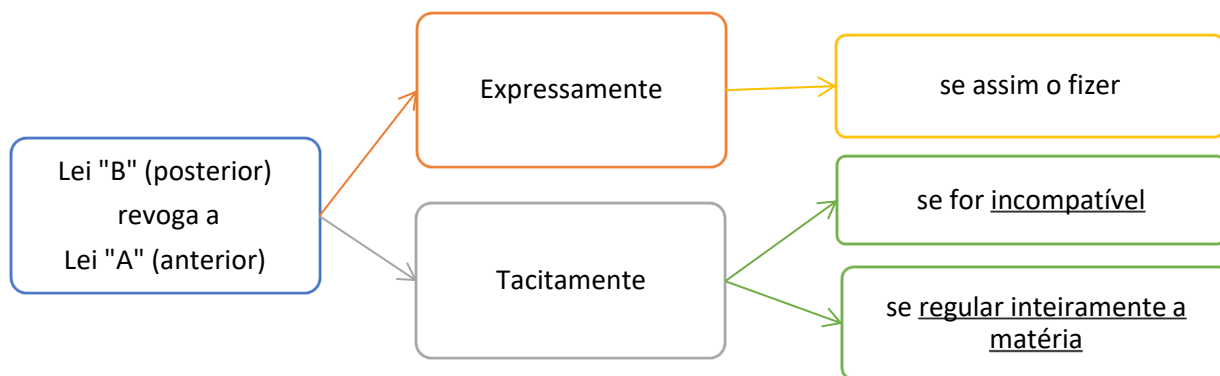 Lei "B" (posterior)
revoga a
Lei "A" (anterior)
Expressamente
se assim o fizer
Tacitamente
se for incompatível
se regular inteiramente a
matéria